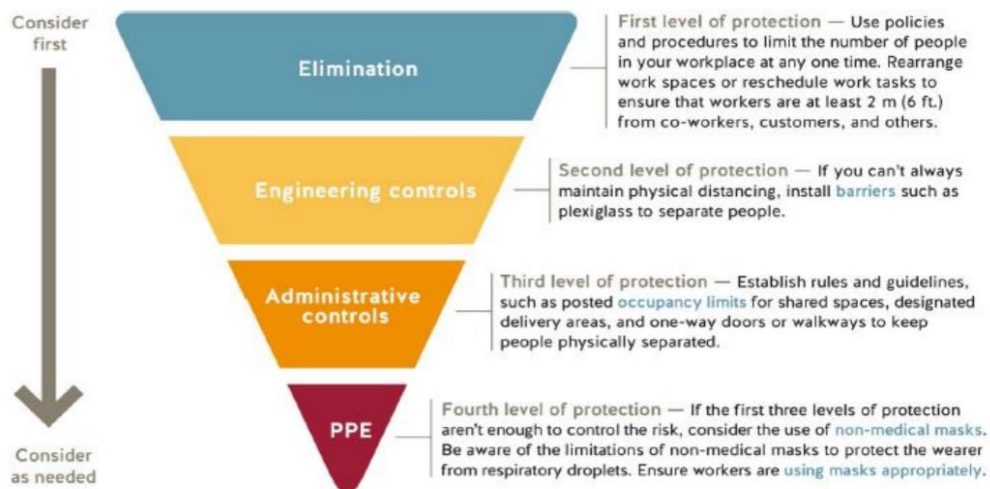 Consider
first
Elimination
First level of protection — Use policies
and procedures to limit the number of people
in your workplace at any one time. Rearrange
work spaces or reschedule work tasks to
ensure that workers are at least 2 m (6 ft.)
from co-workers, customers, and others.
Engineering controls
Second level of protection — If you can't always
maintain physical distancing, install barriers such as
plexiglass to separate people.
Administrative
controls
Third level of protection — Establish rules and guidelines,
such as posted occupancy limits for shared spaces, designated
delivery areas, and one-way doors or walkways to keep
people physically separated.
PPE
Fourth level of protection — If the first three levels of protection
aren't enough to control the risk, consider the use of non-medical masks.
Be aware of the limitations of non-medical masks to protect the wearer
from respiratory droplets. Ensure workers are using masks appropriately.
Consider
as needed